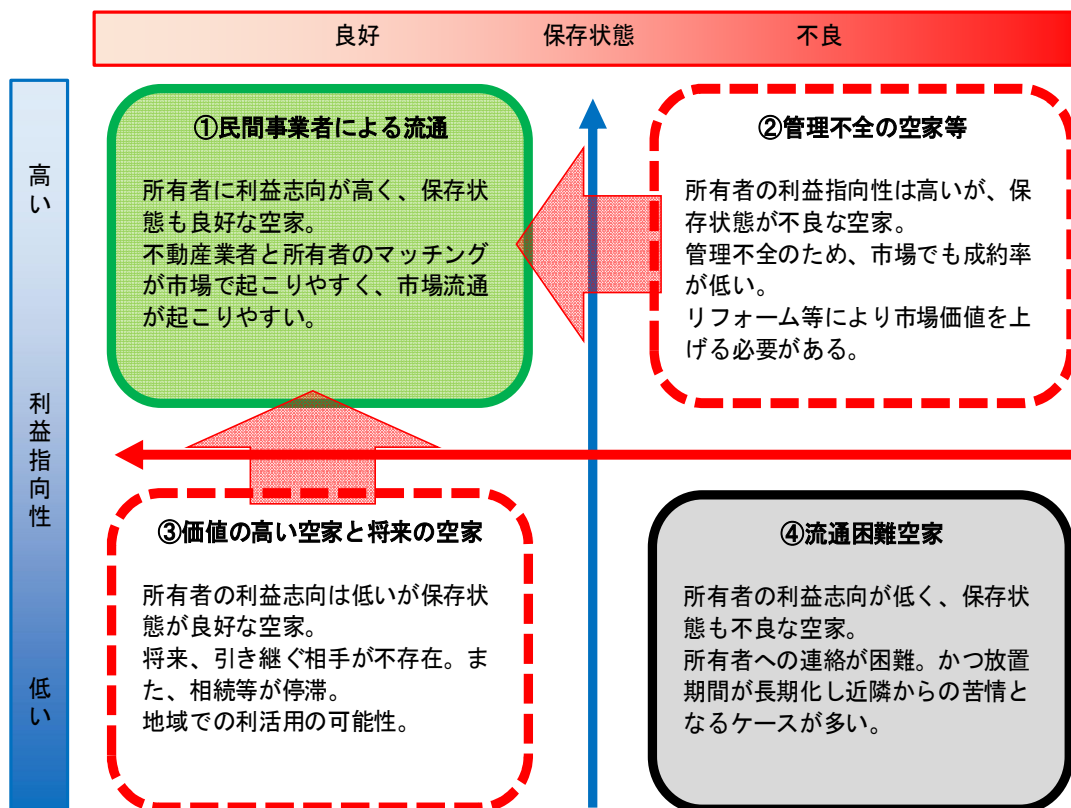 良好 保存状態 不良
高い
利益指向性
低い
①民間事業者による流通
所有者に利益志向が高く、保存状
態も良好な空家。
不動産業者と所有者のマッチング
が市場で起こりやすく、市場流通
が起こりやすい。
②管理不全の空家等
所有者の利益指向性は高いが、保
存状態が不良な空家。
管理不全のため、市場でも成約率
が低い。
リフォーム等により市場価値を上
げる必要がある。
③価値の高い空家と将来の空家
所有者の利益志向は低いが保存状
態が良好な空家。
将来、引き継ぐ相手が不存在。ま
た、相続等が停滞。
地域での利活用の可能性。
④流通困難空家
所有者の利益志向が低く、保存状
態も不良な空家。
所有者への連絡が困難。かつ放置
期間が長期化し近隣からの苦情と
なるケースが多い。